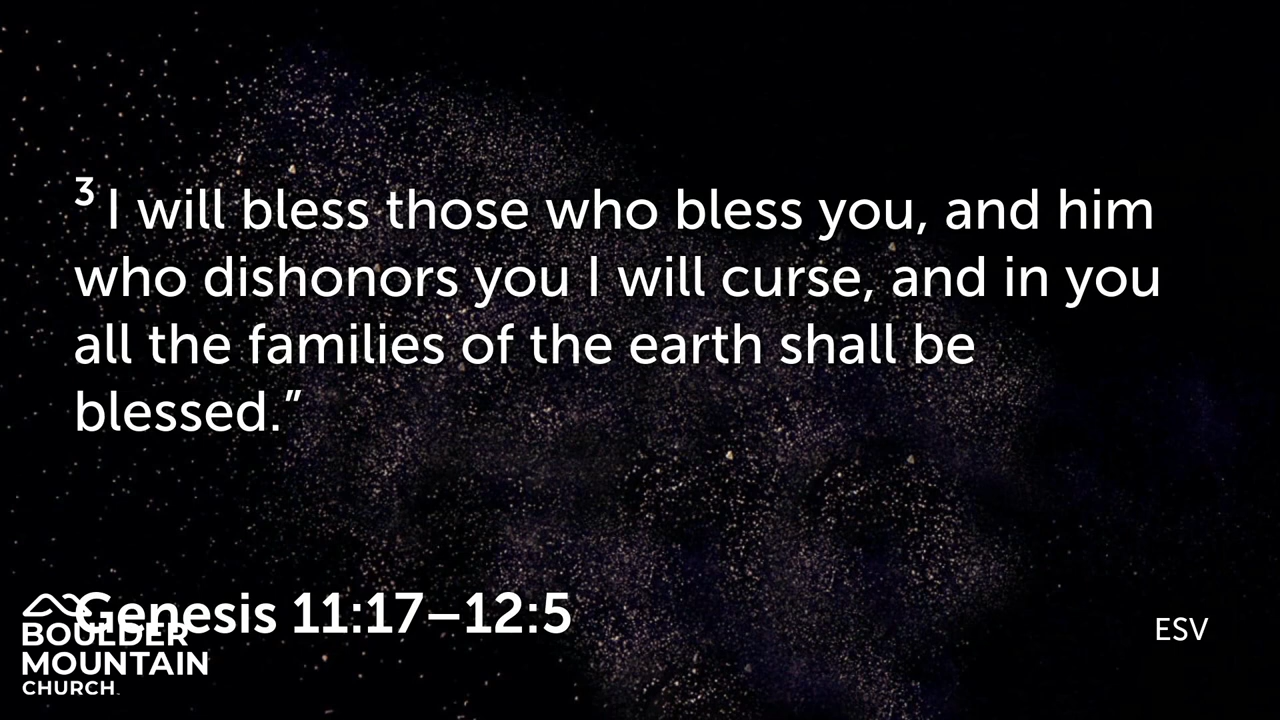 3 I will bless those who bless you, and him
who dishonors you I will curse, and in you
all the families of the earth shall be
blessed.”
Genesis 11:17–12:5
ESV
BOULDER
MOUNTAIN
CHURCH